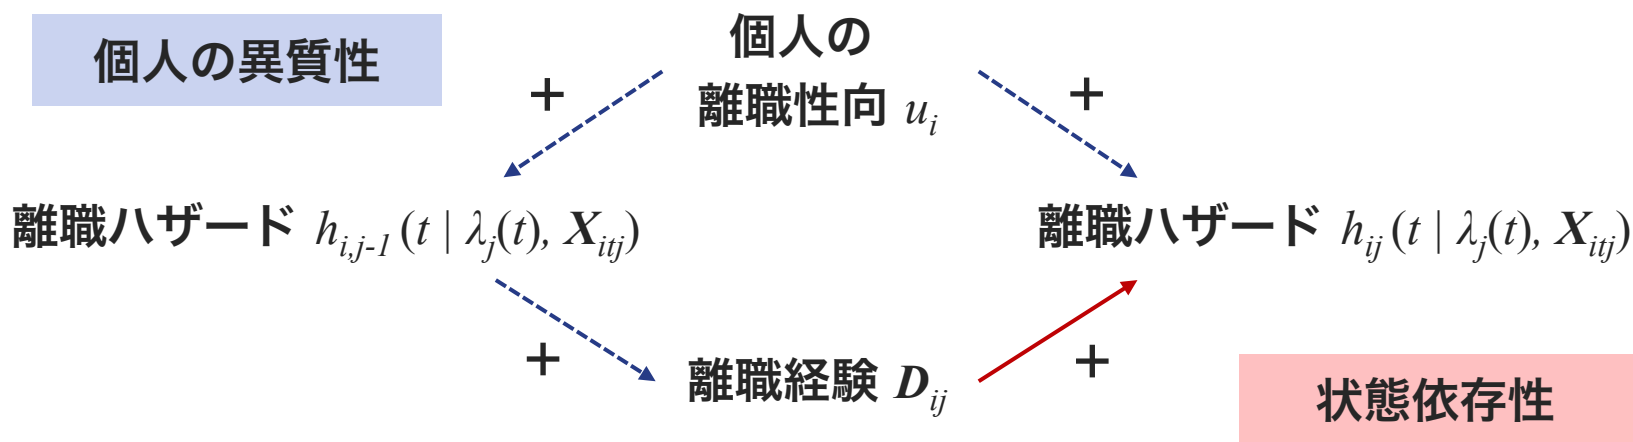 個人の異質性
個人の
離職性向 u_i
+
+
離職ハザード h_{i,j-1} (t | λ_j(t), X_{itj})
離職ハザード h_{ij} (t | λ_j(t), X_{itj})
+
+
離職経験 D_{ij}
状態依存性